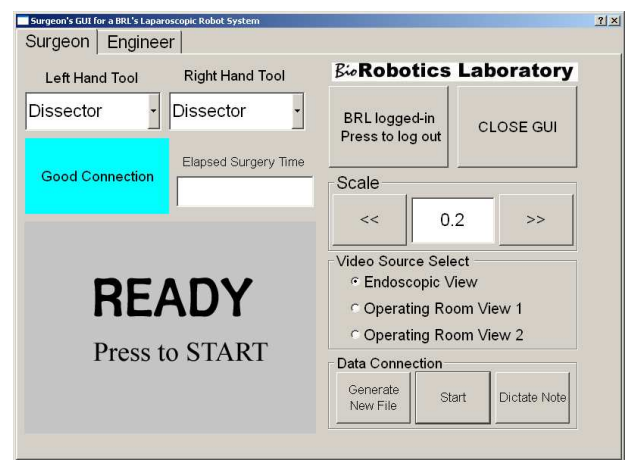 Surgeon's GUI for a BRL's Laparoscopic Robot System
Surgeon Engineer
Left Hand Tool Right Hand Tool
Dissector Dissector
Good Connection
Elapsed Surgery Time
READY
Press to START
BioRobotics Laboratory
BRL logged-in
Press to log out
CLOSE GUI
Scale
<< 0.2 >>
Video Source Select
Endoscopic View
Operating Room View 1
Operating Room View 2
Data Connection
Generate
New File
Start
Dictate Note